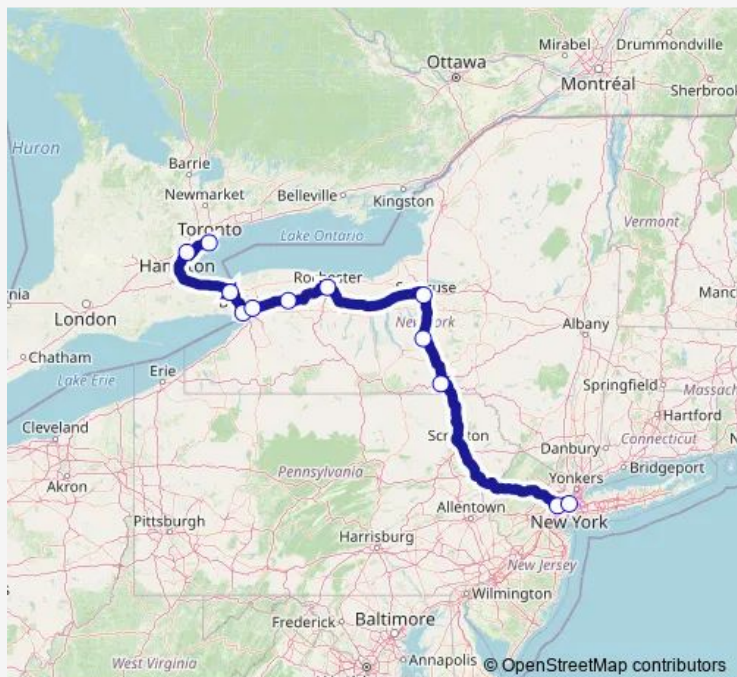 Mirabel
Drummondville
Ottawa
Montréal
Sherbrook
Huron
Barrie
Newmarket
Belleville
Kingston
Vermont
Toronto
Lake Ontario
Rochester
London
New York
Albany
Manc
Chatham
Lake Erie
Erie
Springfield
Massach
Hartford
Cleveland
Danbury
Connecticut
Akron
Pennsylvania
Yonkers
Bridgeport
Allentown
New York
Pittsburgh
Harrisburg
New Jersey
Wilmington
Frederick
Baltimore
West Virginia
Annapolis
© OpenStreetMap contributors